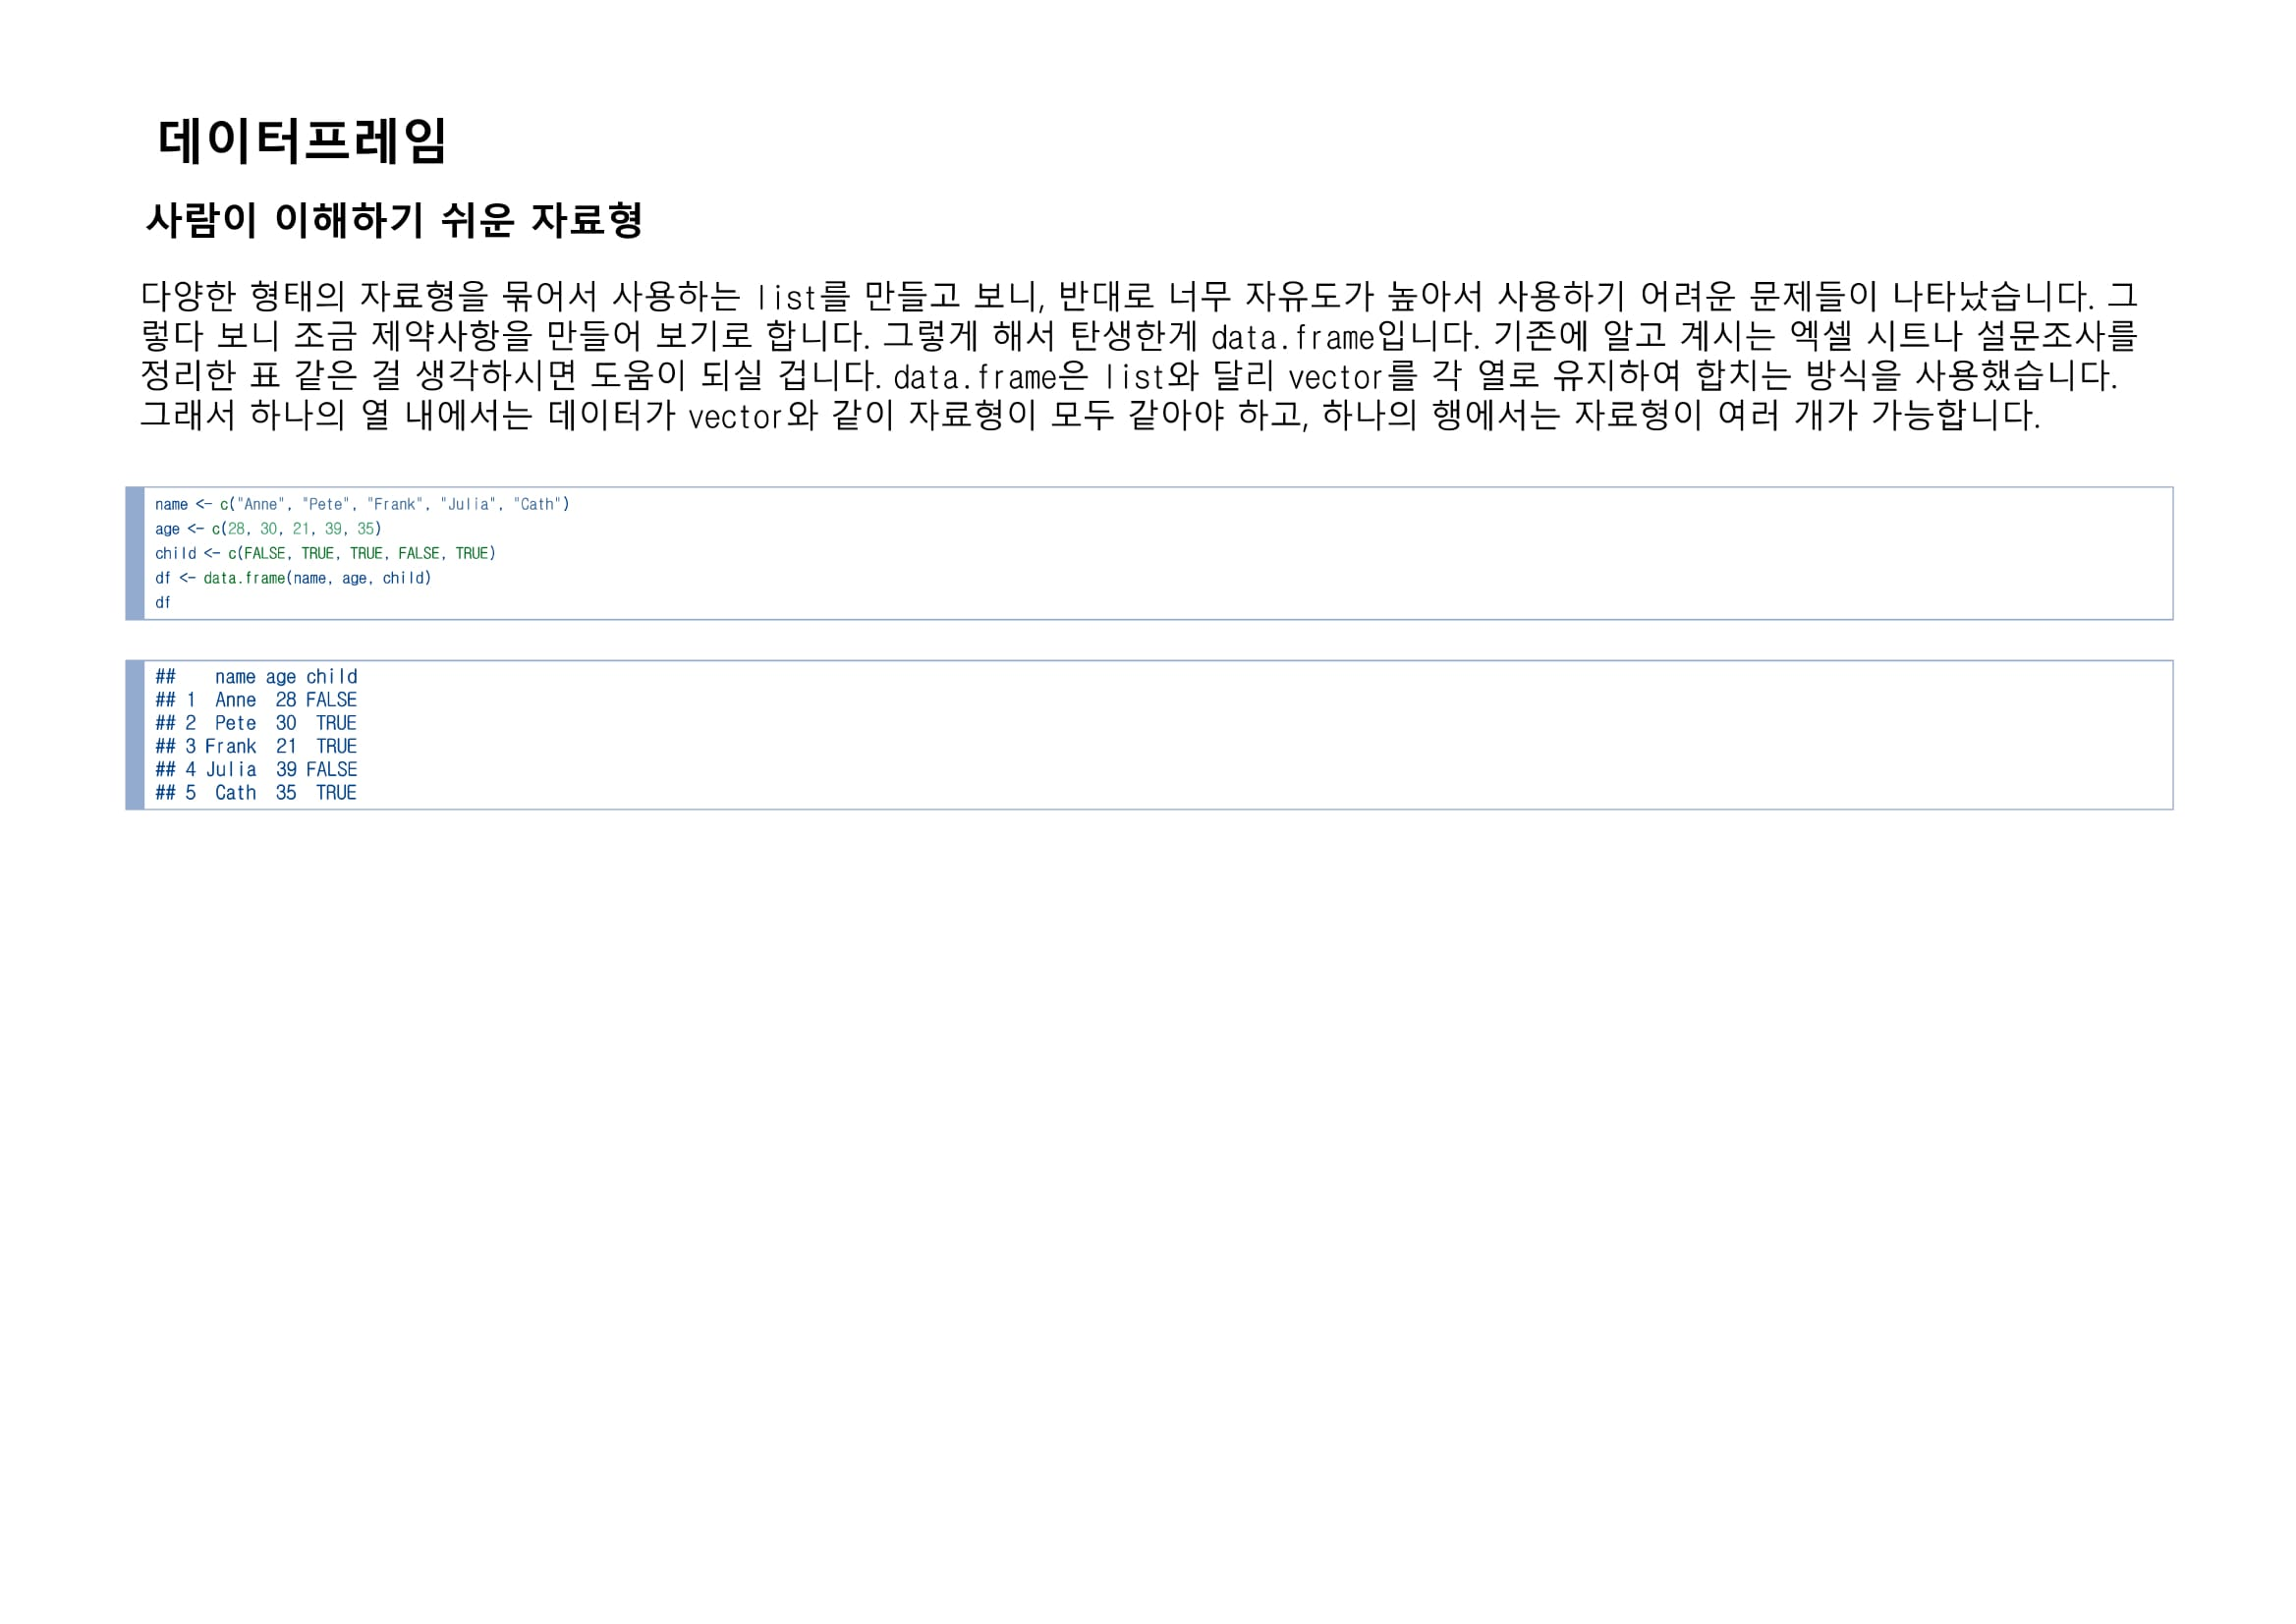 데이터프레임
사람이 이해하기 쉬운 자료형
다양한 형태의 자료형을 묶어서 사용하는 list를 만들고 보니, 반대로 너무 자유도가 높아서 사용하기 어려운 문제들이 나타났습니다. 그
렇다 보니 조금 제약사항을 만들어 보기로 합니다. 그렇게 해서 탄생한게 data.frame입니다. 기존에 알고 계시는 엑셀 시트나 설문조사를
정리한 표 같은 걸 생각하시면 도움이 되실 겁니다. data.frame은 list와 달리 vector를 각 열로 유지하여 합치는 방식을 사용했습니다.
그래서 하나의 열 내에서는 데이터가 vector와 같이 자료형이 모두 같아야 하고, 하나의 행에서는 자료형이 여러 개가 가능합니다.
name <- c("Anne", "Pete", "Frank", "Julia", "Cath")
age <- c(28, 30, 21, 39, 35)
child <- c(FALSE, TRUE, TRUE, FALSE, TRUE)
df <- data.frame(name, age, child)
df
##    name age child
## 1  Anne  28 FALSE
## 2  Pete  30  TRUE
## 3 Frank  21  TRUE
## 4 Julia  39 FALSE
## 5  Cath  35  TRUE